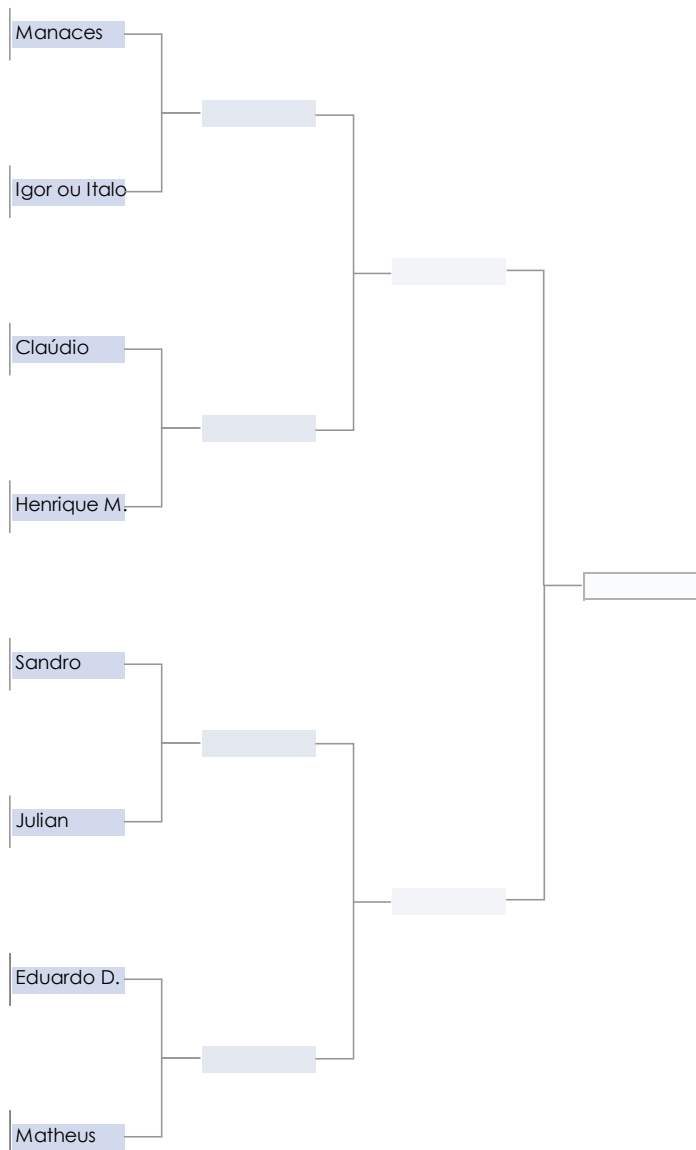 Manaces
Igor ou Italo
Claúdio
Henrique M.
Sandro
Julian
Eduardo D.
Matheus